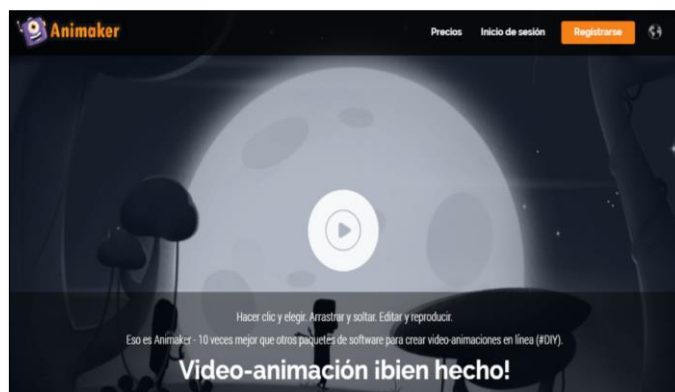 Animaker
Precios Inicio de sesión Registrarse
Hacer clic y elegir. Arrastrar y soltar. Editar y reproducir.
Eso es Animaker - 10 veces mejor que otros paquetes de software para crear video-animaciones en línea (#DIY).
Video-animación ¡bien hecho!